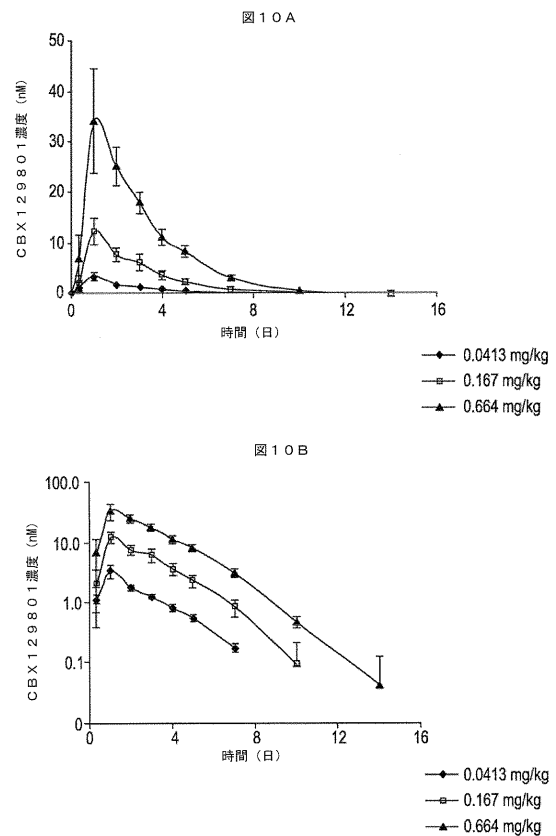 図１０Ａ
50
40
30
20
10
0
ＣＢＸ１２９８０１濃度（nM）
0 4 8 12 16
時間（日）
0.0413 mg/kg
0.167 mg/kg
0.664 mg/kg
図１０Ｂ
100.0
10.0
1.0
0.1
0
ＣＢＸ１２９８０１濃度（nM）
0 4 8 12 16
時間（日）
0.0413 mg/kg
0.167 mg/kg
0.664 mg/kg